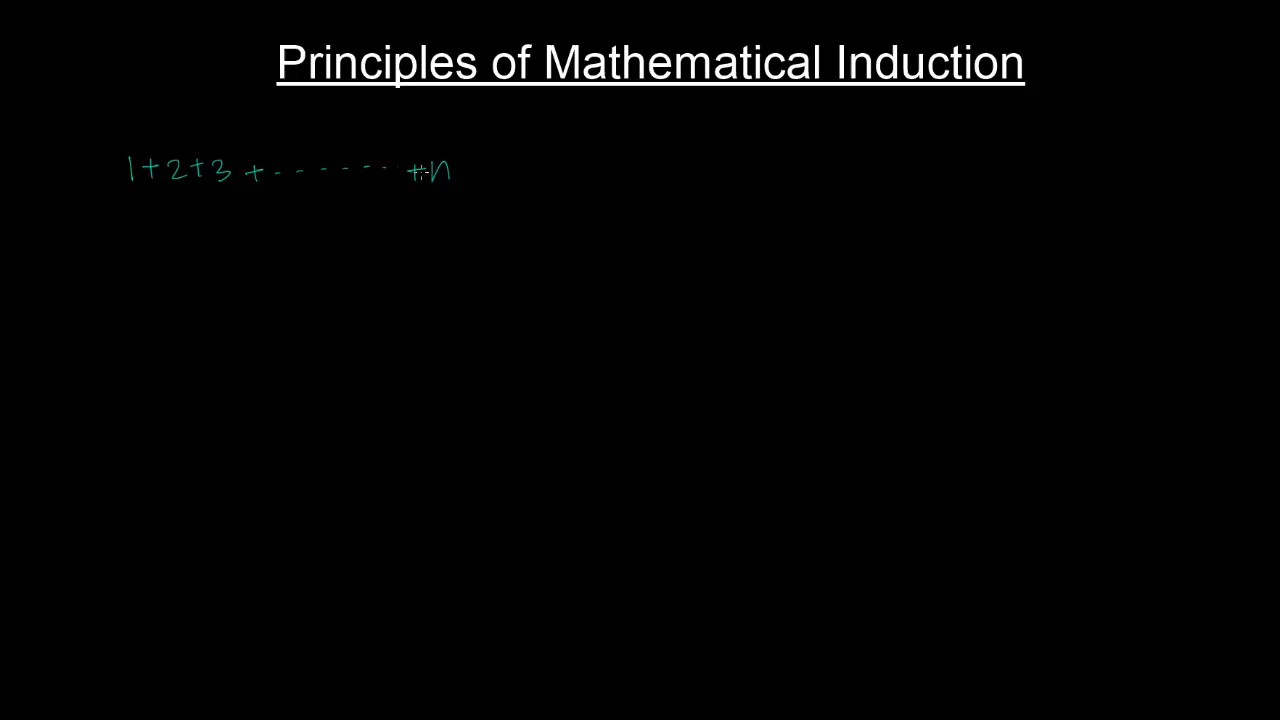 Principles of Mathematical Induction
1+2+3+-------+n